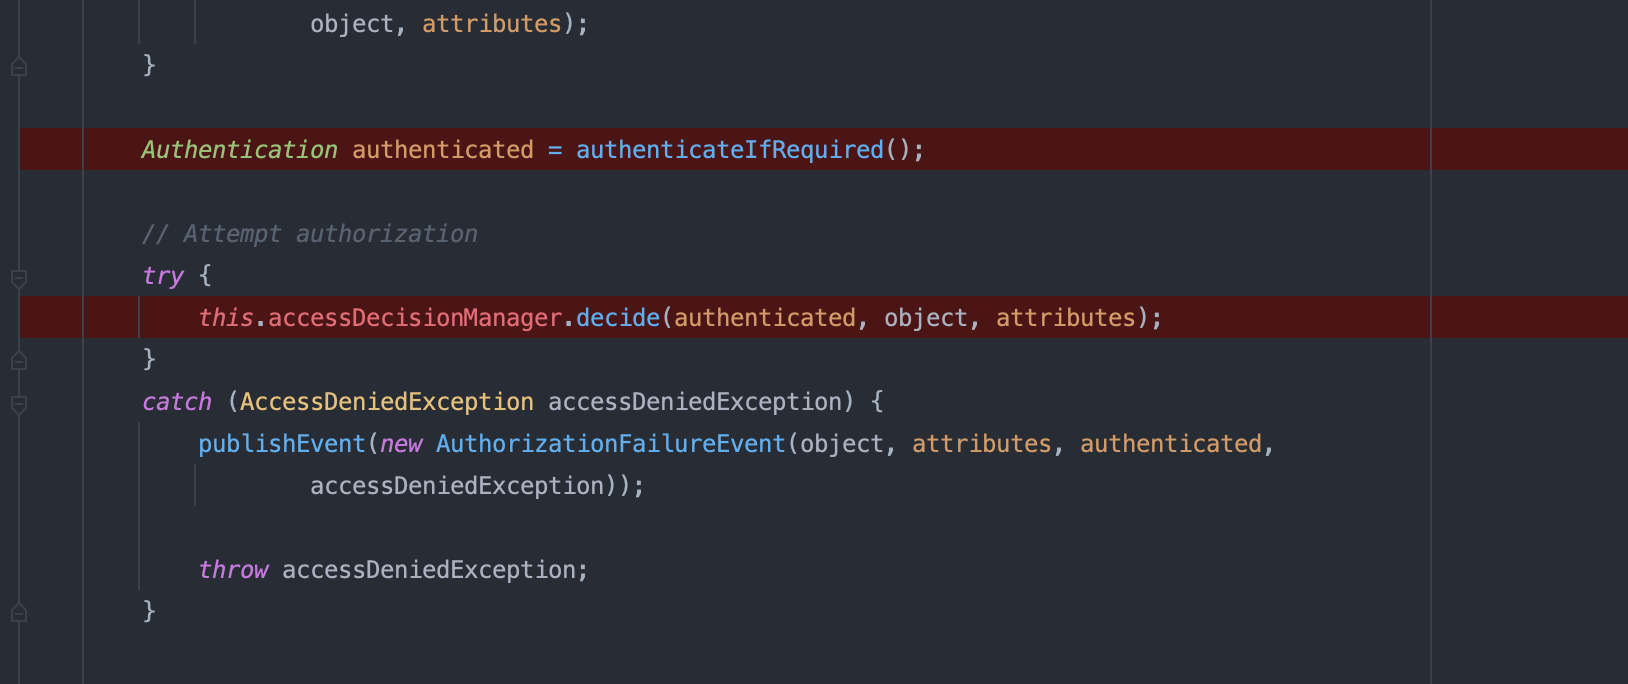 object, attributes);
}
Authentication authenticated = authenticateIfRequired();
// Attempt authorization
try {
this.accessDecisionManager.decide(authenticated, object, attributes);
}
catch (AccessDeniedException accessDeniedException) {
publishEvent(new AuthorizationFailureEvent(object, attributes, authenticated,
accessDeniedException));
throw accessDeniedException;
}